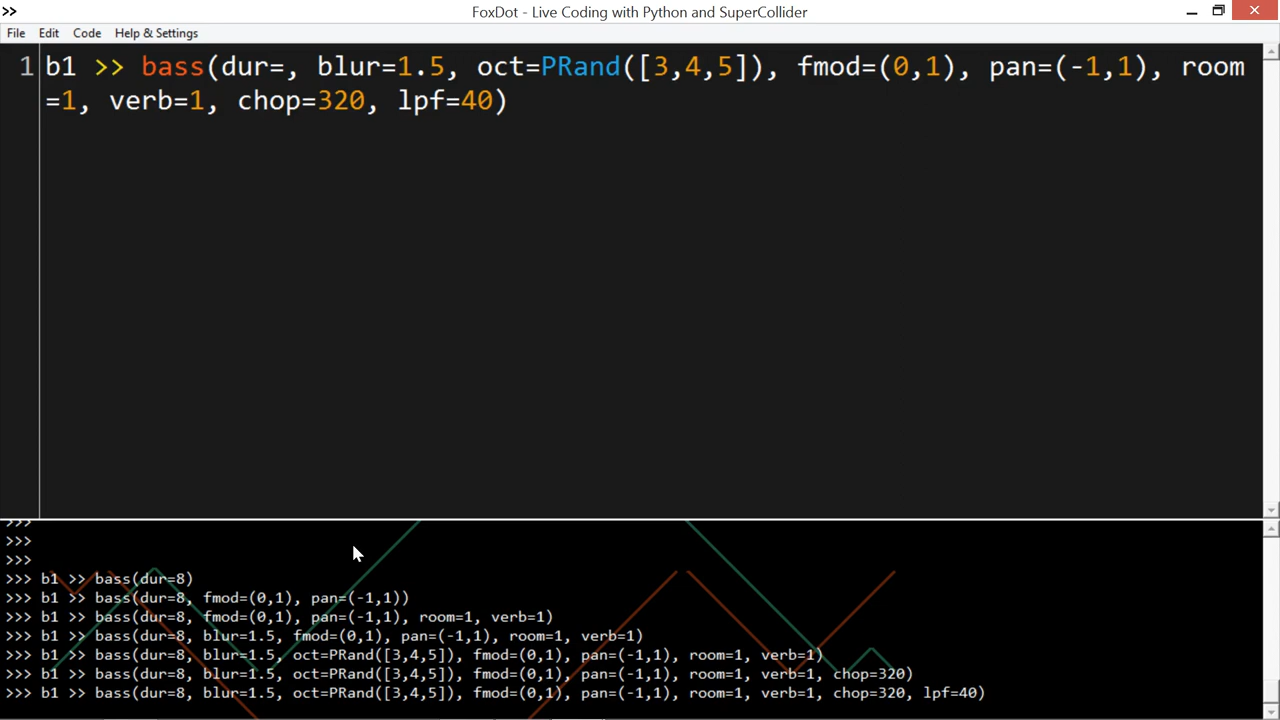 >>
FoxDot - Live Coding with Python and SuperCollider
File Edit Code Help & Settings
1 b1 >> bass(dur=, blur=1.5, oct=PRand([3,4,5]), fmod=(0,1), pan=(-1,1), room
=1, verb=1, chop=320, lpf=40)
>>>
>>>
>>>
>>> b1 >> bass(dur=8)
>>> b1 >> bass(dur=8, fmod=(0,1), pan=(-1,1))
>>> b1 >> bass(dur=8, fmod=(0,1), pan=(-1,1), room=1, verb=1)
>>> b1 >> bass(dur=8, blur=1.5, fmod=(0,1), pan=(-1,1), room=1, verb=1)
>>> b1 >> bass(dur=8, blur=1.5, oct=PRand([3,4,5]), fmod=(0,1), pan=(-1,1), room=1, verb=1)
>>> b1 >> bass(dur=8, blur=1.5, oct=PRand([3,4,5]), fmod=(0,1), pan=(-1,1), room=1, verb=1, chop=320)
>>> b1 >> bass(dur=8, blur=1.5, oct=PRand([3,4,5]), fmod=(0,1), pan=(-1,1), room=1, verb=1, chop=320, lpf=40)